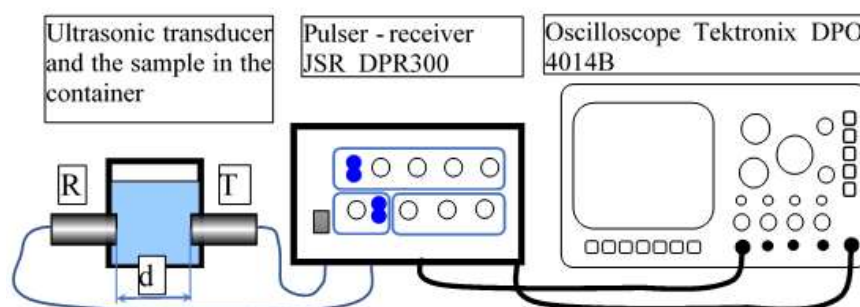 Ultrasonic transducer
and the sample in the
container
Pulser - receiver
JSR DPR300
Oscilloscope Tektronix DPO
4014B
R
T
d